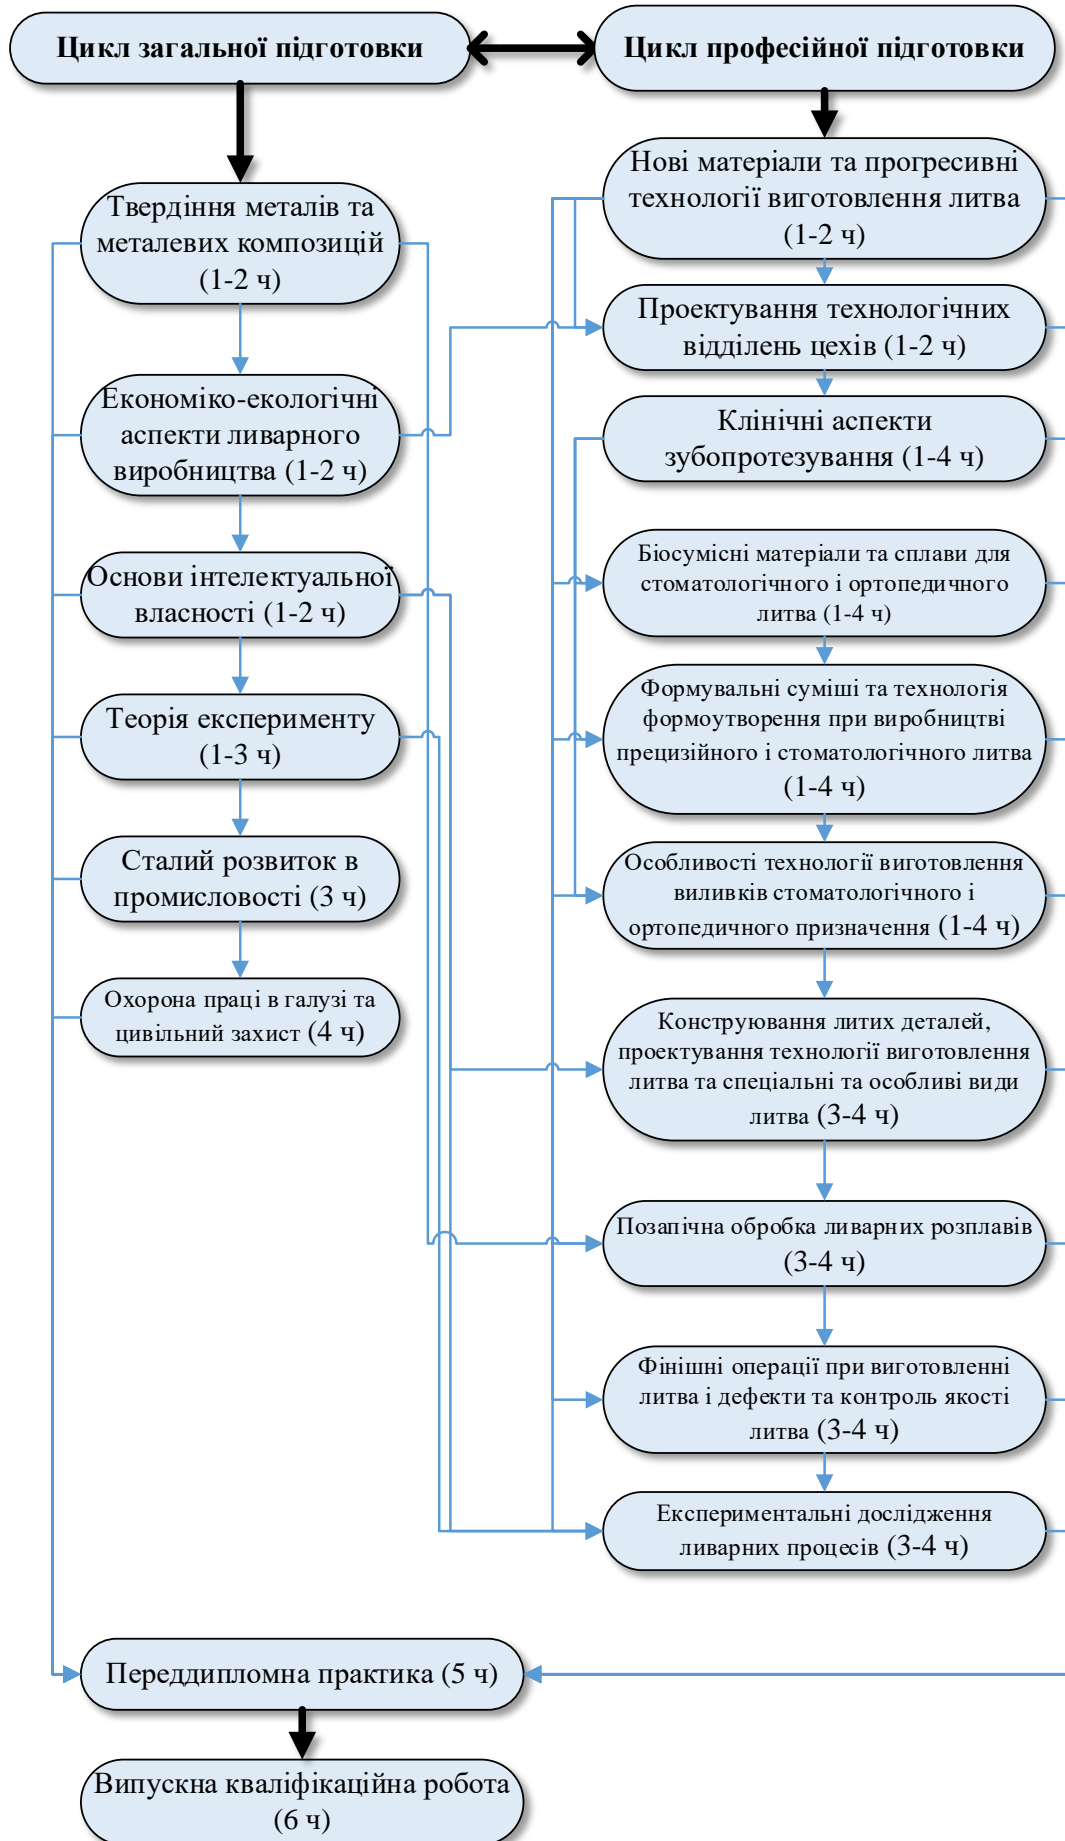 Цикл загальної підготовки
Цикл професійної підготовки
Твердіння металів та
металевих композицій
(1-2 ч)
Економіко-екологічні
аспекти ливарного
виробництва (1-2 ч)
Основи інтелектуальної
власності (1-2 ч)
Теорія експерименту
(1-3 ч)
Сталий розвиток в
промисловості (3 ч)
Охорона праці в галузі та
цивільний захист (4 ч)
Нові матеріали та прогресивні
технології виготовлення литва
(1-2 ч)
Проектування технологічних
відділень цехів (1-2 ч)
Клінічні аспекти
зубопротезування (1-4 ч)
Біосумісні матеріали та сплави для
стоматологічного і ортопедичного
литва (1-4 ч)
Формувальні суміші та технологія
формоутворення при виробництві
прецизійного і стоматологічного литва
(1-4 ч)
Особливості технології виготовлення
виливків стоматологічного і
ортопедичного призначення (1-4 ч)
Конструювання литих деталей,
проектування технології виготовлення
литва та спеціальні та особливі види
литва (3-4 ч)
Позапічна обробка ливарних розплавів
(3-4 ч)
Фінішні операції при виготовленні
литва і дефекти та контроль якості
литва (3-4 ч)
Експериментальні дослідження
ливарних процесів (3-4 ч)
Переддипломна практика (5 ч)
Випускна кваліфікаційна робота
(6 ч)